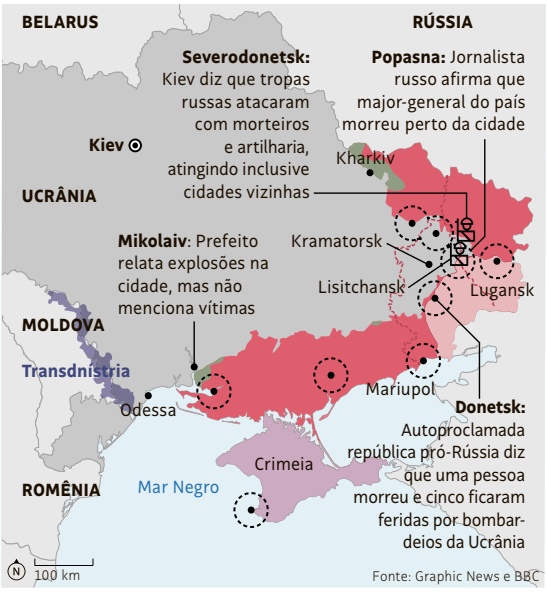 BELARUS
RÚSSIA
Severodonetsk:
Kiev diz que tropas
russas atacaram
com morteiros
e artilharia,
atingindo inclusive
cidades vizinhas
Popasna: Jornalista
russo afirma que
major-general do país
morreu perto da cidade
Kiev
Kharkiv
UCRÂNIA
Mikolaiv: Prefeito
relata explosões na
cidade, mas não
menciona vítimas
Kramatorsk
Lisitchansk
Lugansk
MOLDOVA
Transdnístria
Odessa
Mariupol
Donetsk:
Autoproclamada
república pró-Rússia diz
que uma pessoa
morreu e cinco ficaram
feridas por bombar-
deios da Ucrânia
Crimeia
Mar Negro
ROMÊNIA
N
100 km
Fonte: Graphic News e BBC